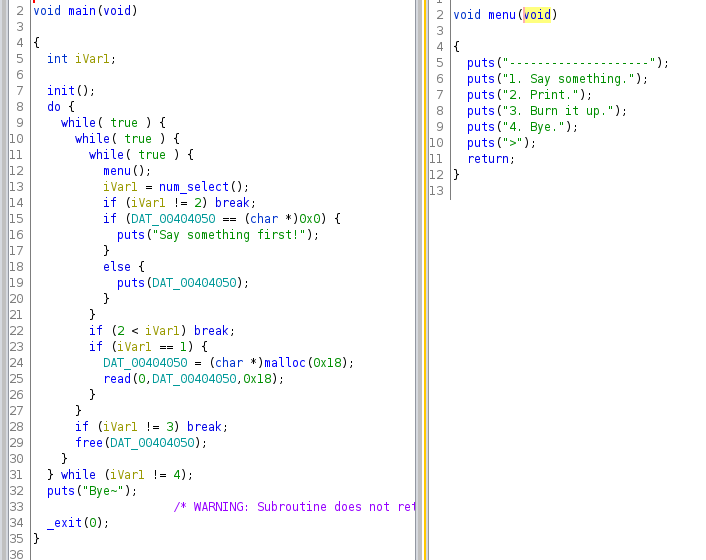 2 void main(void)
3
4 {
5   int iVar1;
6
7   init();
8   do {
9     while( true ) {
10       while( true ) {
11         while( true ) {
12           menu();
13           iVar1 = num_select();
14           if (iVar1 != 2) break;
15           if (DAT_00404050 == (char *)0x0) {
16             puts("Say something first!");
17           }
18           else {
19             puts(DAT_00404050);
20           }
21         }
22         if (2 < iVar1) break;
23         if (iVar1 == 1) {
24           DAT_00404050 = (char *)malloc(0x18);
25           read(0,DAT_00404050,0x18);
26         }
27       }
28       if (iVar1 != 3) break;
29       free(DAT_00404050);
30     }
31   } while (iVar1 != 4);
32   puts("Bye~");
33                     /* WARNING: Subroutine does not
34   _exit(0);
35 }
36
2 void menu(void)
3
4 {
5   puts("--------------------");
6   puts("1. Say something.");
7   puts("2. Print.");
8   puts("3. Burn it up.");
9   puts("4. Bye.");
10   puts(">");
11   return;
12 }
13